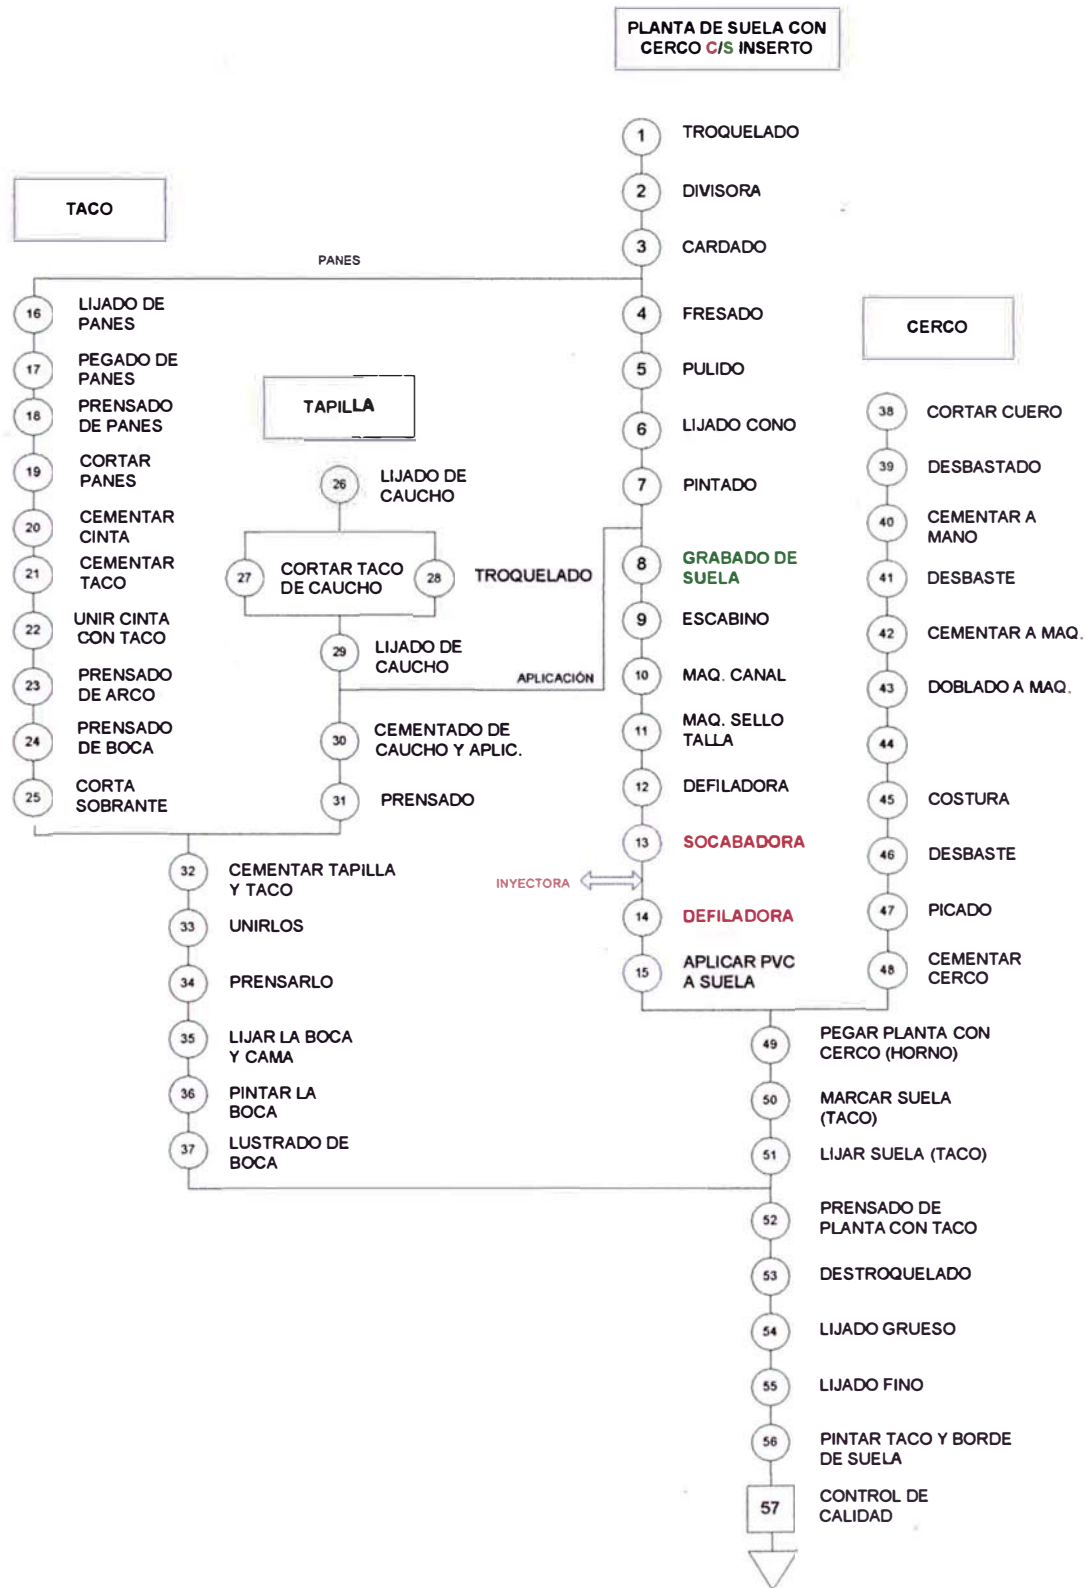 PLANTA DE SUELA CON
CERCO C/S INSERTO
1 TROQUELADO
2 DIVISORA
3 CARDADO
PANES
4 FRESADO
5 PULIDO
6 LIJADO CONO
7 PINTADO
8 GRABADO DE
SUELA
9 ESCABINO
10 MAQ. CANAL
11 MAQ. SELLO
TALLA
12 DEFILADORA
13 SOCABADORA
INYECTORA
14 DEFILADORA
15 APLICAR PVC
A SUELA
TACO
16 LIJADO DE
PANES
17 PEGADO DE
PANES
18 PRENSADO
DE PANES
19 CORTAR
PANES
20 CEMENTAR
CINTA
21 CEMENTAR
TACO
22 UNIR CINTA
CON TACO
23 PRENSADO
DE ARCO
24 PRENSADO
DE BOCA
25 CORTA
SOBRANTE
TAPILLA
26 LIJADO DE
CAUCHO
27 CORTAR TACO
DE CAUCHO
28 TROQUELADO
29 LIJADO DE
CAUCHO
APLICACIÓN
30 CEMENTADO DE
CAUCHO Y APLIC.
31 PRENSADO
32 CEMENTAR TAPILLA
Y TACO
33 UNIRLOS
34 PRENSARLO
35 LIJAR LA BOCA
Y CAMA
36 PINTAR LA
BOCA
37 LUSTRADO DE
BOCA
CERCO
38 CORTAR CUERO
39 DESBASTADO
40 CEMENTAR A
MANO
41 DESBASTE
42 CEMENTAR A MAQ.
43 DOBLADO A MAQ.
44
45 COSTURA
46 DESBASTE
47 PICADO
48 CEMENTAR
CERCO
49 PEGAR PLANTA CON
CERCO (HORNO)
50 MARCAR SUELA
(TACO)
51 LIJAR SUELA (TACO)
52 PRENSADO DE
PLANTA CON TACO
53 DESTROQUELADO
54 LIJADO GRUESO
55 LIJADO FINO
56 PINTAR TACO Y BORDE
DE SUELA
57 CONTROL DE
CALIDAD